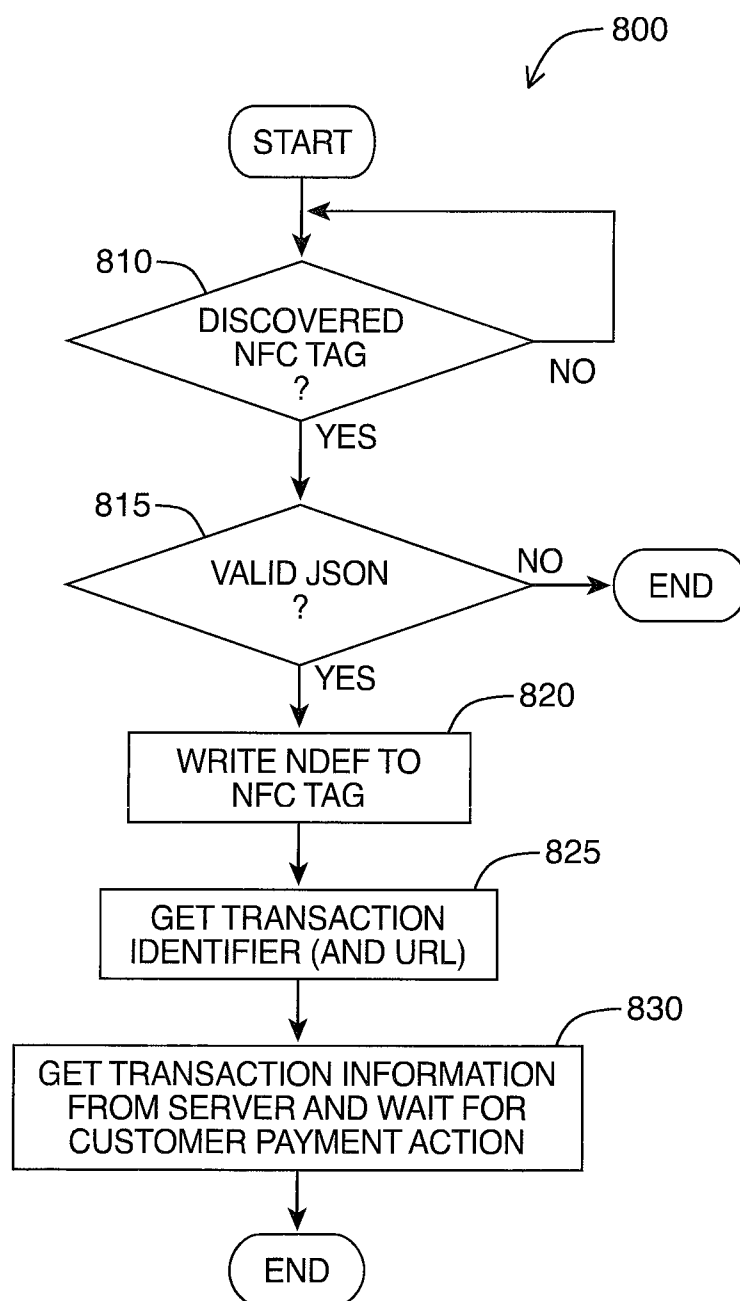 800
START
810
DISCOVERED
NFC TAG
?
NO
YES
815
VALID JSON
?
NO
END
YES
820
WRITE NDEF TO
NFC TAG
825
GET TRANSACTION
IDENTIFIER (AND URL)
830
GET TRANSACTION INFORMATION
FROM SERVER AND WAIT FOR
CUSTOMER PAYMENT ACTION
END